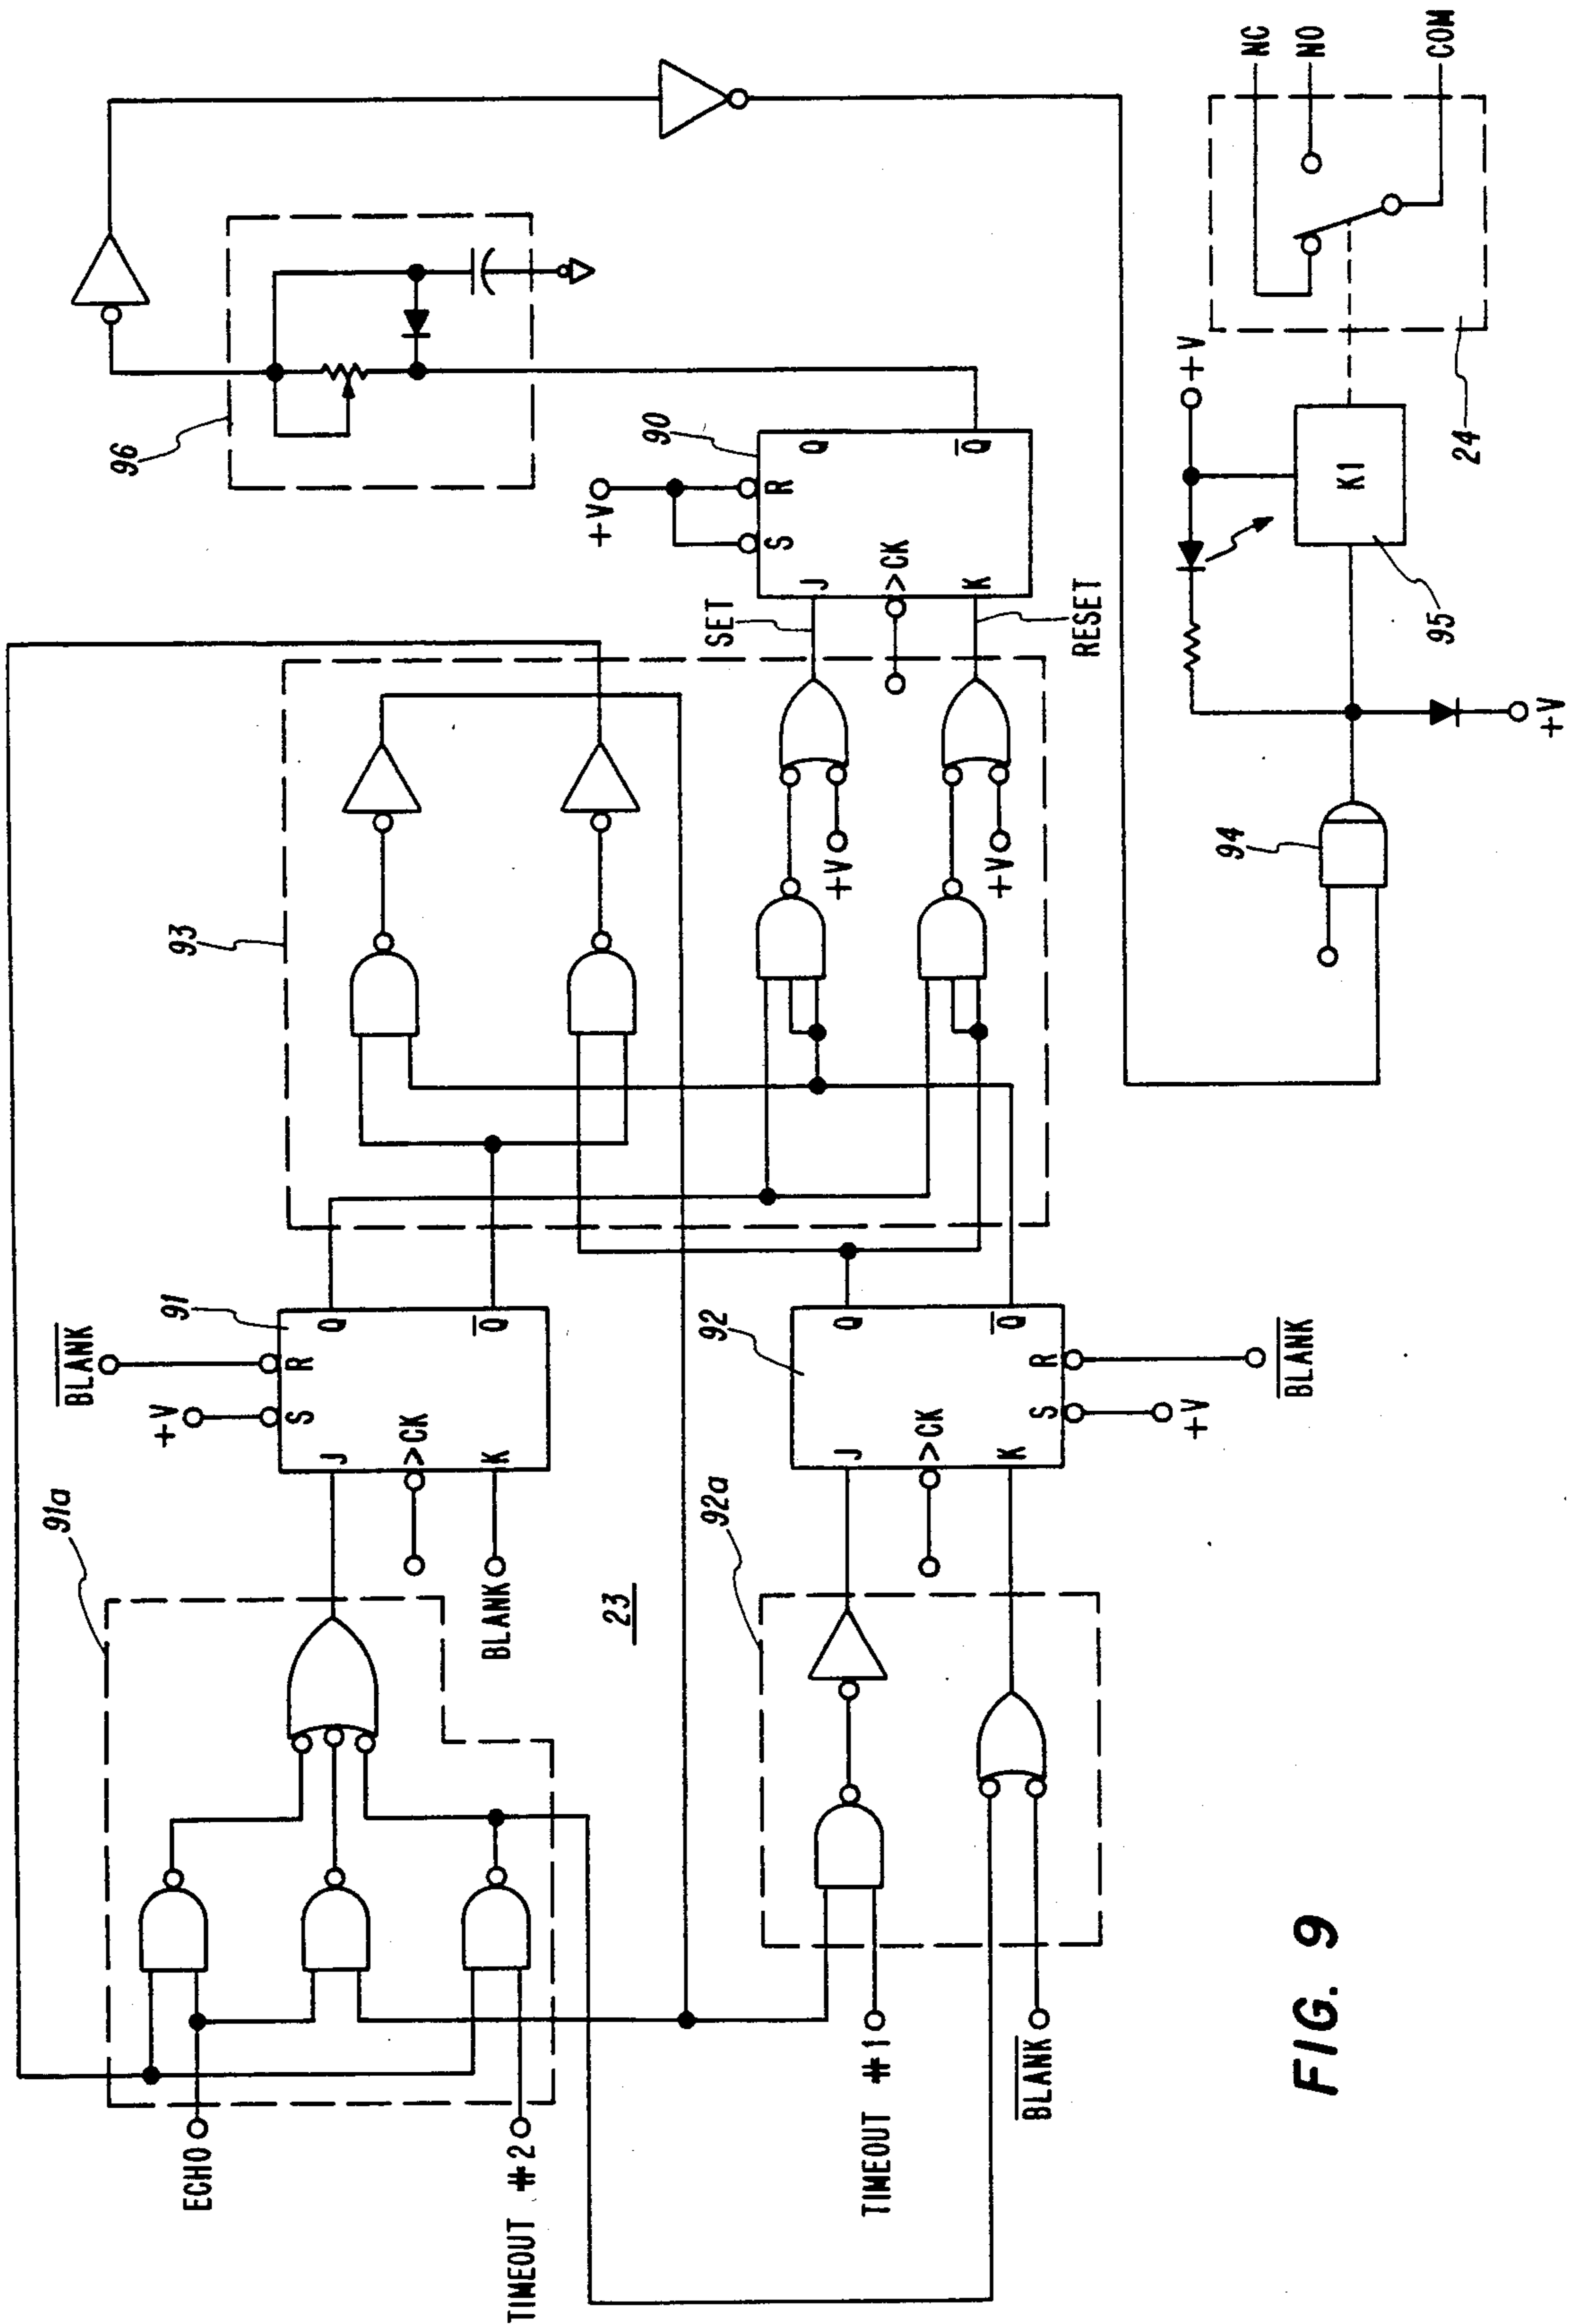 ECHO
TIMEOUT #2
91a
BLANK
+V
91
S
R
J
>CK
K
Q
Q
BLANK
23
TIMEOUT #1
BLANK
92a
92
J
>CK
K
Q
Q
S
R
+V
BLANK
93
+V
+V
SET
RESET
+V
90
S
R
J
>CK
K
Q
Q
96
94
+V
+V
K1
95
24
NC
NO
COM
FIG. 9